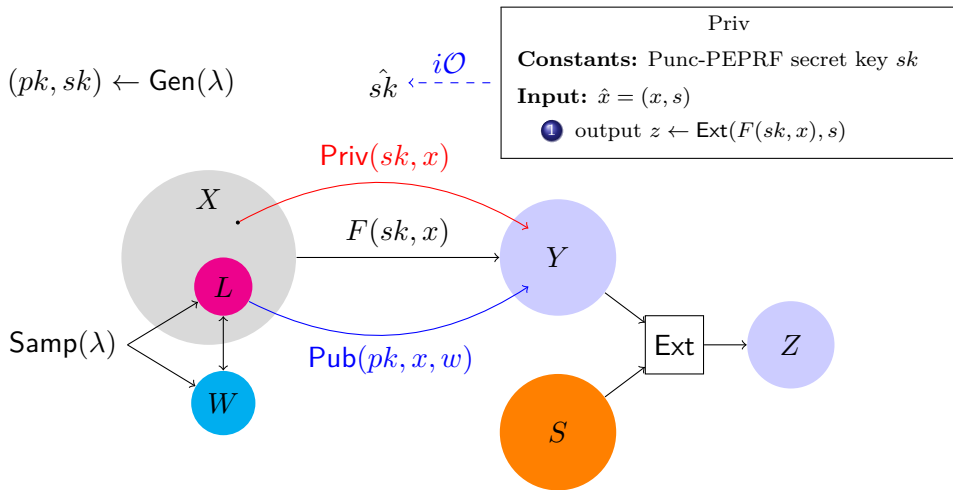 Priv
Constants: Punc-PEPRF secret key sk
Input: x̂ = (x, s)
1 output z ← Ext(F(sk, x), s)
(pk, sk) ← Gen(λ)
ŝk
iO
Priv(sk, x)
X
F(sk, x)
Y
L
Samp(λ)
Pub(pk, x, w)
Ext
Z
W
S